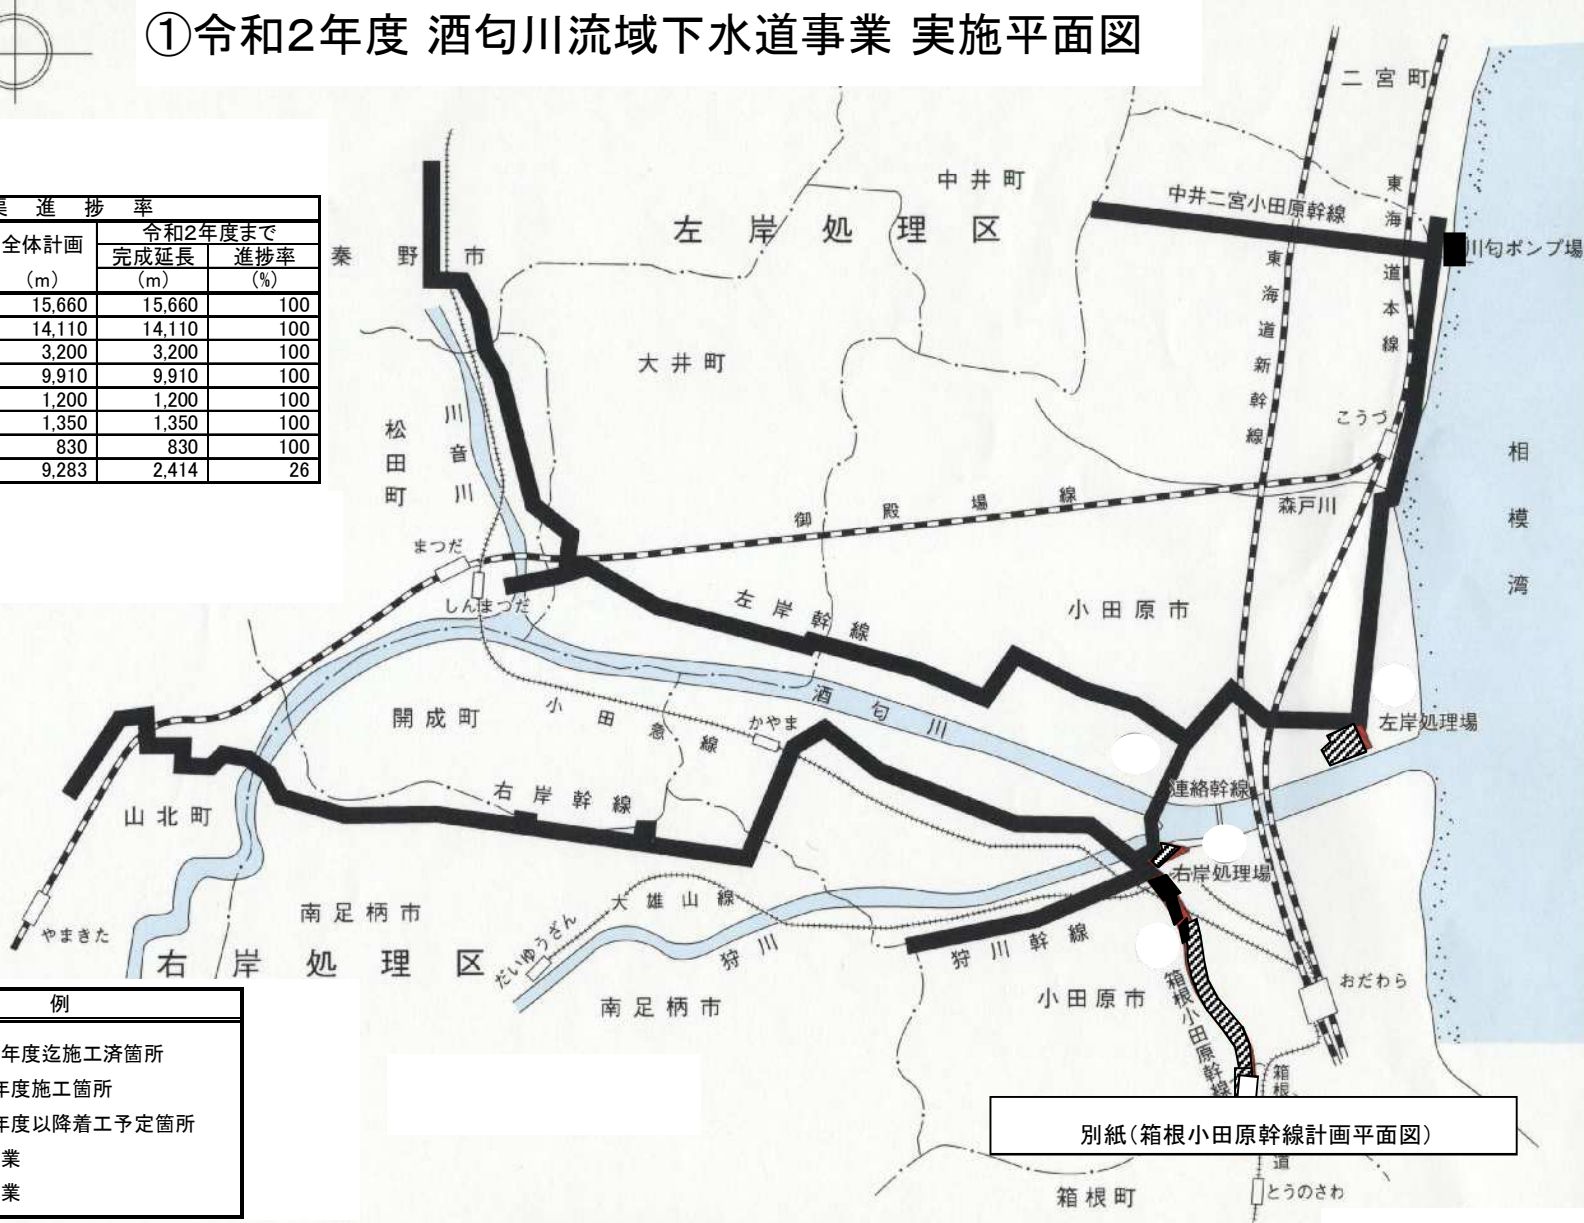 ①令和2年度 酒匂川流域下水道事業 実施平面図
進捗率
全体計画
(m)
令和2年度まで
完成延長
(m)
進捗率
(%)
15,660 15,660 100
14,110 14,110 100
3,200 3,200 100
9,910 9,910 100
1,200 1,200 100
1,350 1,350 100
830 830 100
9,283 2,414 26
二宮町
中井町
左岸処理区
中井二宮小田原幹線
東海道本線
東海道新幹線
川匂ポンプ場
秦野市
大井町
松田町
川音川
こうづ
相模湾
御殿場線
森戸川
まつだ
しんまつだ
左岸幹線
小田原市
酒匂川
開成町
小田急線
かやま
左岸処理場
連絡幹線
右岸幹線
山北町
右岸処理場
南足柄市
大雄山線
やまきた
右岸処理区
だいゆうざん
狩川
狩川幹線
おだわら
南足柄市
小田原市
箱根小田原幹線
箱根
道
例
年度迄施工済箇所
年度施工箇所
年度以降着工予定箇所
業
業
別紙(箱根小田原幹線計画平面図)
箱根町
とうのさわ